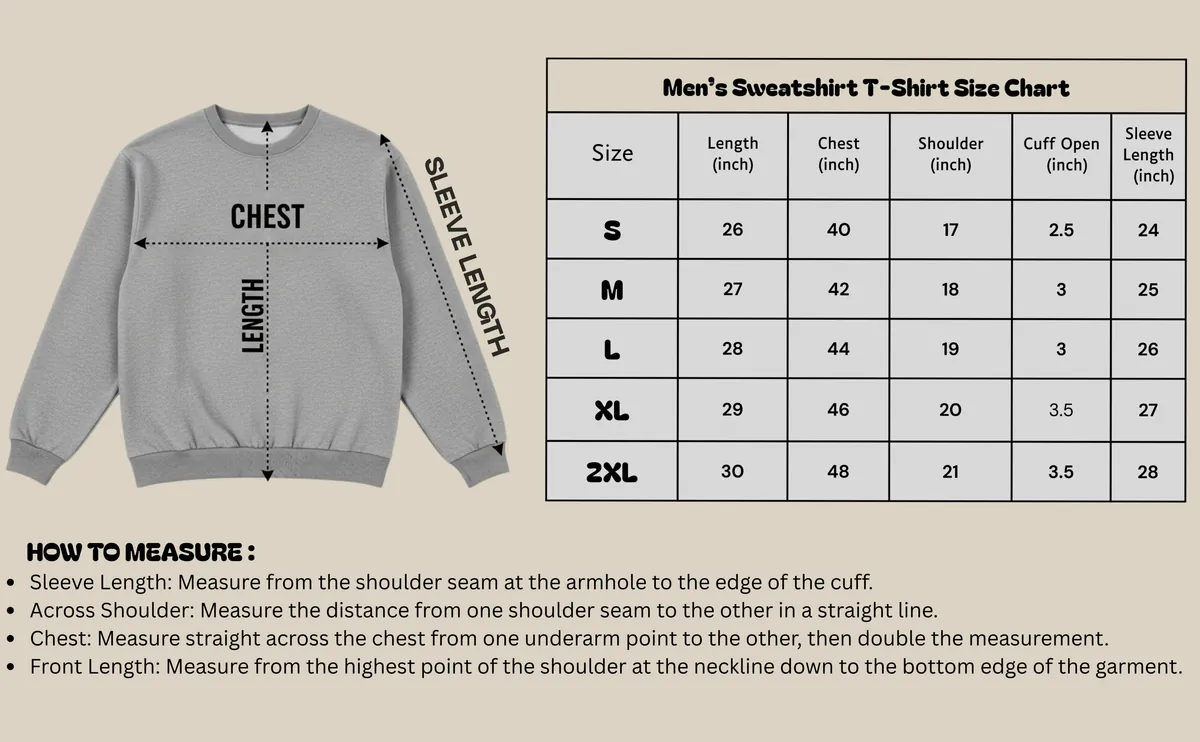 CHEST
LENGTH
SLEEVE LENGTH
Men's Sweatshirt T-Shirt Size Chart
Size Length (inch) Chest (inch) Shoulder (inch) Cuff Open (inch) Sleeve Length (inch)
S 26 40 17 2.5 24
M 27 42 18 3 25
L 28 44 19 3 26
XL 29 46 20 3.5 27
2XL 30 48 21 3.5 28
HOW TO MEASURE :
• Sleeve Length: Measure from the shoulder seam at the armhole to the edge of the cuff.
• Across Shoulder: Measure the distance from one shoulder seam to the other in a straight line.
• Chest: Measure straight across the chest from one underarm point to the other, then double the measurement.
• Front Length: Measure from the highest point of the shoulder at the neckline down to the bottom edge of the garment.